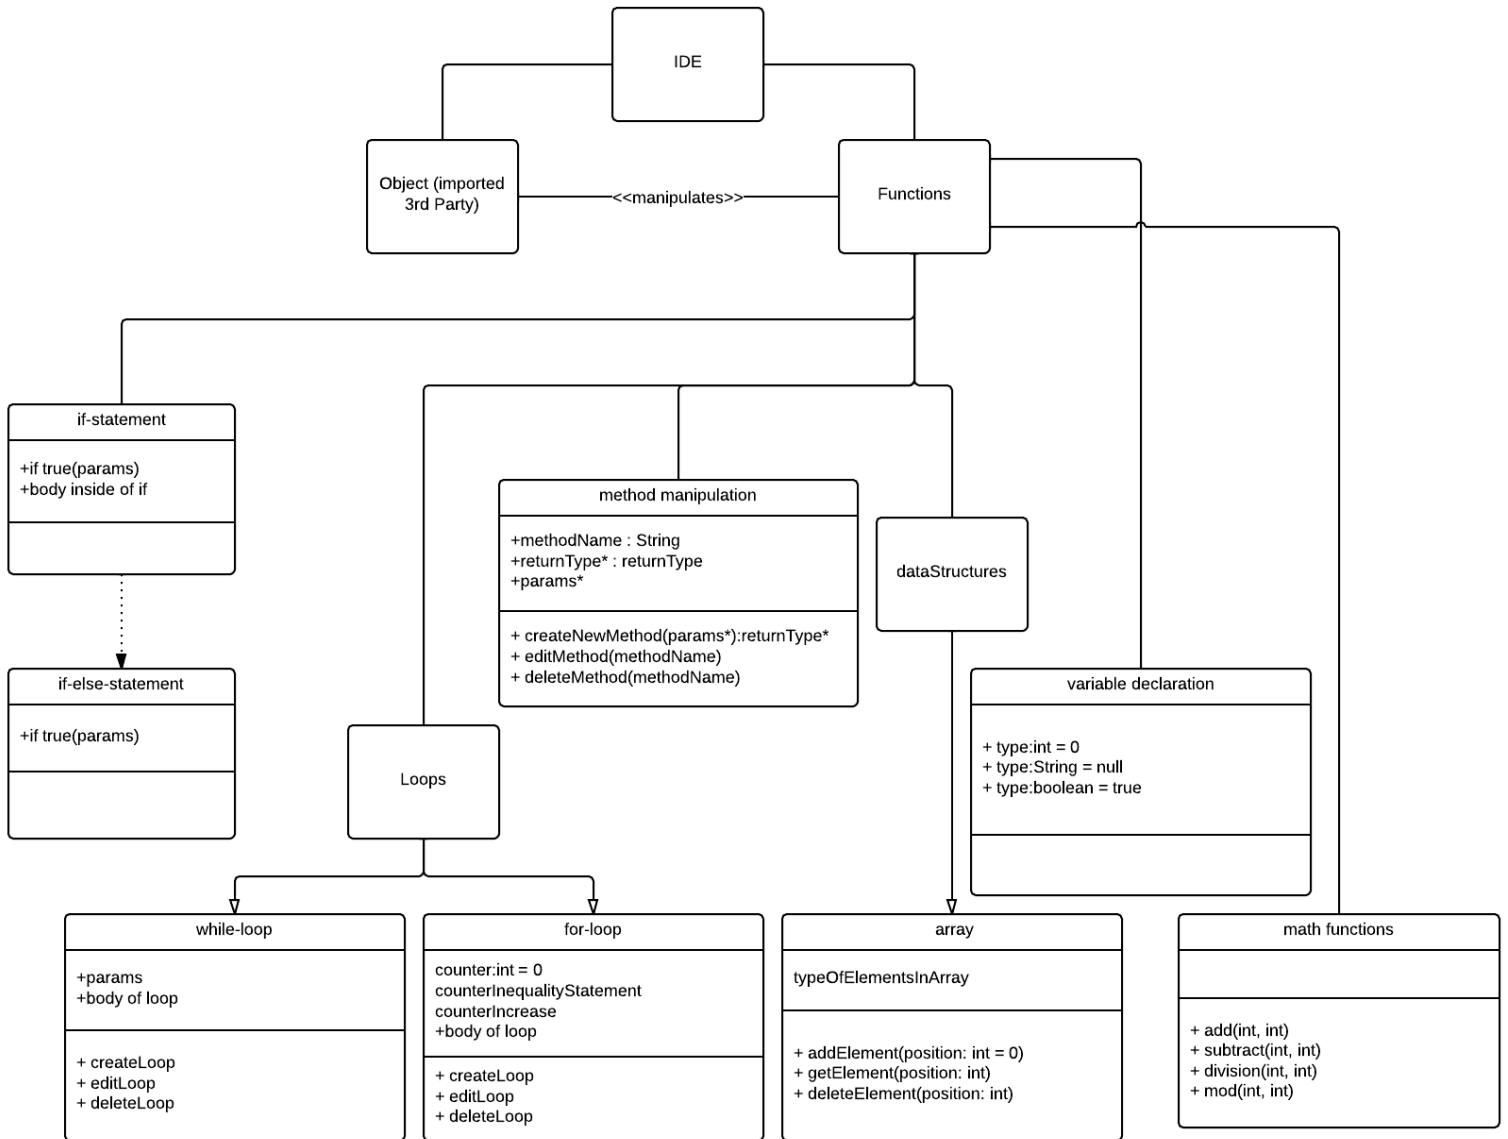 IDE
Object (imported
3rd Party)
<<manipulates>>
Functions
if-statement
+if true(params)
+body inside of if
method manipulation
+methodName : String
+returnType* : returnType
+params*
+ createNewMethod(params*):returnType*
+ editMethod(methodName)
+ deleteMethod(methodName)
dataStructures
if-else-statement
+if true(params)
variable declaration
+ type:int = 0
+ type:String = null
+ type:boolean = true
Loops
while-loop
+params
+body of loop
+ createLoop
+ editLoop
+ deleteLoop
for-loop
counter:int = 0
counterInequalityStatement
counterIncrease
+body of loop
+ createLoop
+ editLoop
+ deleteLoop
array
typeOfElementsInArray
+ addElement(position: int = 0)
+ getElement(position: int)
+ deleteElement(position: int)
math functions
+ add(int, int)
+ subtract(int, int)
+ division(int, int)
+ mod(int, int)